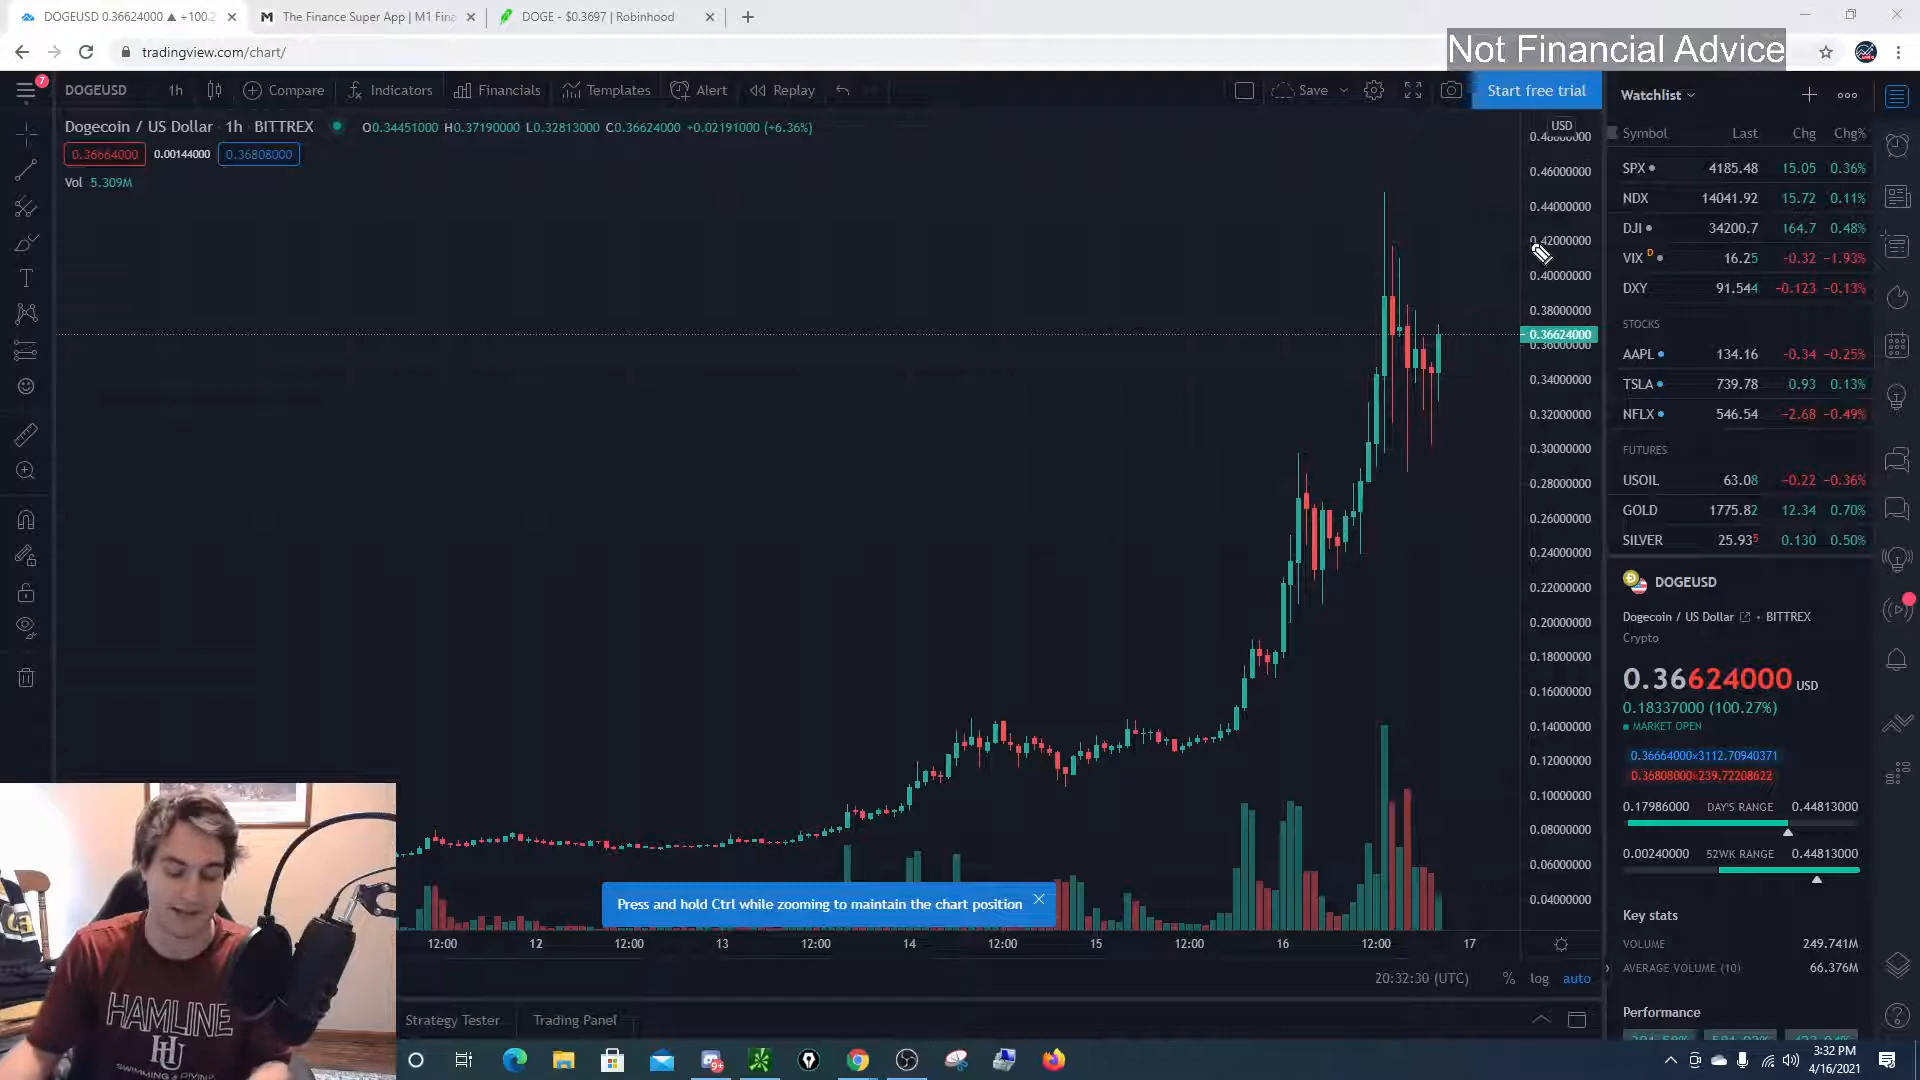 DOGEUSD 0.36624000 ▲ +100.2
The Finance Super App | M1 Fina
DOGE - $0.3697 | Robinhood
tradingview.com/chart/
Not Financial Advice
7
DOGEUSD 1h Compare Indicators Financials Templates Alert Replay Save Start free trial
Dogecoin / US Dollar · 1h · BITTREX O0.34451000 H0.37190000 L0.32813000 C0.36624000 +0.02191000 (+6.36%)
0.36664000 0.00144000 0.36808000
Vol 5.309M
USD
0.48000000
0.46000000
0.44000000
0.42000000
0.40000000
0.38000000
0.36624000
0.36000000
0.34000000
0.32000000
0.30000000
0.28000000
0.26000000
0.24000000
0.22000000
0.20000000
0.18000000
0.16000000
0.14000000
0.12000000
0.10000000
0.08000000
0.06000000
0.04000000
Press and hold Ctrl while zooming to maintain the chart position
12:00 12 12:00 13 12:00 14 12:00 15 12:00 16 12:00 17
20:32:30 (UTC) % log auto
Strategy Tester Trading Panel
Watchlist
Symbol Last Chg Chg%
SPX 4185.48 15.05 0.36%
NDX 14041.92 15.72 0.11%
DJI 34200.7 164.7 0.48%
VIX D 16.25 -0.32 -1.93%
DXY 91.544 -0.123 -0.13%
STOCKS
AAPL 134.16 -0.34 -0.25%
TSLA 739.78 0.93 0.13%
NFLX 546.54 -2.68 -0.49%
FUTURES
USOIL 63.08 -0.22 -0.36%
GOLD 1775.82 12.34 0.70%
SILVER 25.935 0.130 0.50%
DOGEUSD
Dogecoin / US Dollar · BITTREX
Crypto
0.36624000 USD
0.18337000 (100.27%)
MARKET OPEN
0.36664000×3112.70940371
0.36808000×239.72208622
0.17986000 DAY'S RANGE 0.44813000
0.00240000 52WK RANGE 0.44813000
Key stats
VOLUME 249.741M
AVERAGE VOLUME (10) 66.376M
Performance
HAMLINE
HU
SWIMMING & DIVING
9+
3:32 PM
4/16/2021